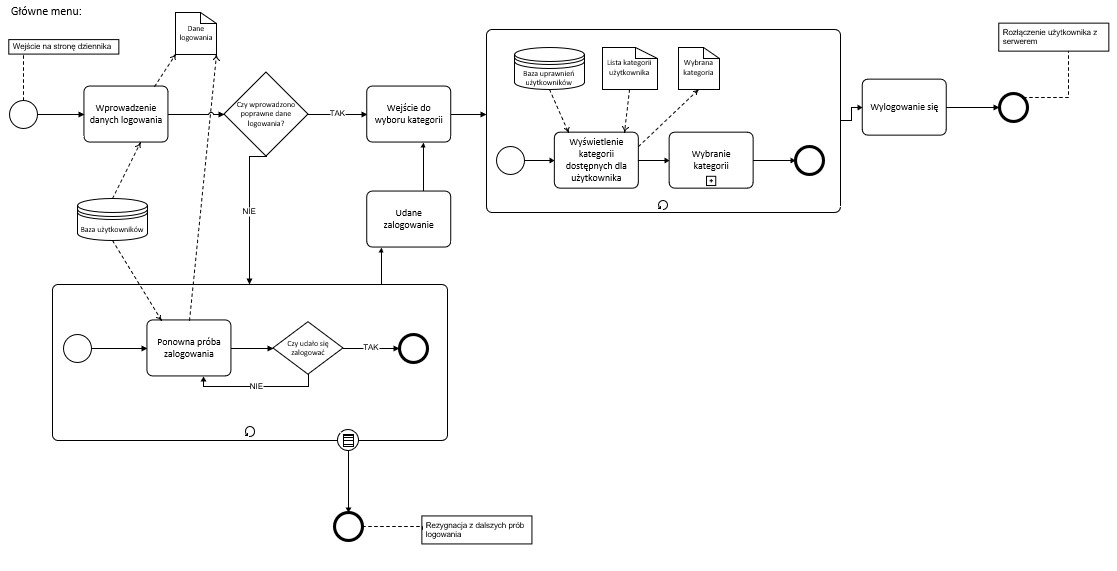 Główne menu:
Wejście na stronę dziennika
Dane
logowania
Wprowadzenie
danych logowania
Czy wprowadzono
poprawne dane
logowania?
TAK
NIE
Wejście do
wyboru kategorii
Baza użytkowników
Udane
zalogowanie
Baza uprawnień
użytkowników
Lista kategorii
użytkownika
Wybrana
kategoria
Wyświetlenie
kategorii
dostępnych dla
użytkownika
Wybranie
kategorii
Wylogowanie się
Rozłączenie użytkownika z
serwerem
Ponowna próba
zalogowania
Czy udało się
zalogować
TAK
NIE
Rezygnacja z dalszych prób
logowania